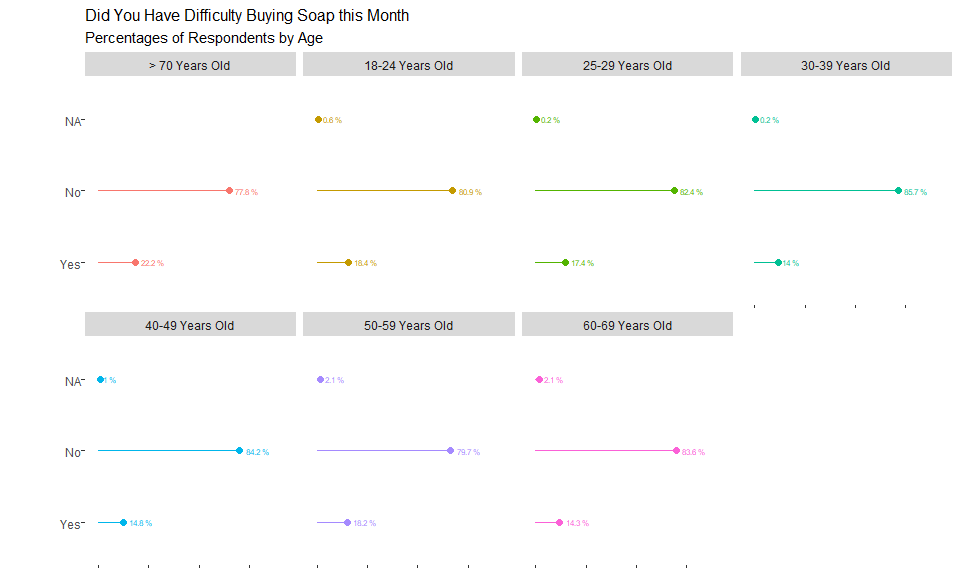 Did You Have Difficulty Buying Soap this Month
Percentages of Respondents by Age
> 70 Years Old
18-24 Years Old
25-29 Years Old
30-39 Years Old
NA
0.6 %
0.2 %
0.2 %
No
77.8 %
80.9 %
82.4 %
85.7 %
Yes
22.2 %
18.4 %
17.4 %
14 %
40-49 Years Old
50-59 Years Old
60-69 Years Old
NA
1 %
2.1 %
2.1 %
No
84.2 %
79.7 %
83.6 %
Yes
14.8 %
18.2 %
14.3 %